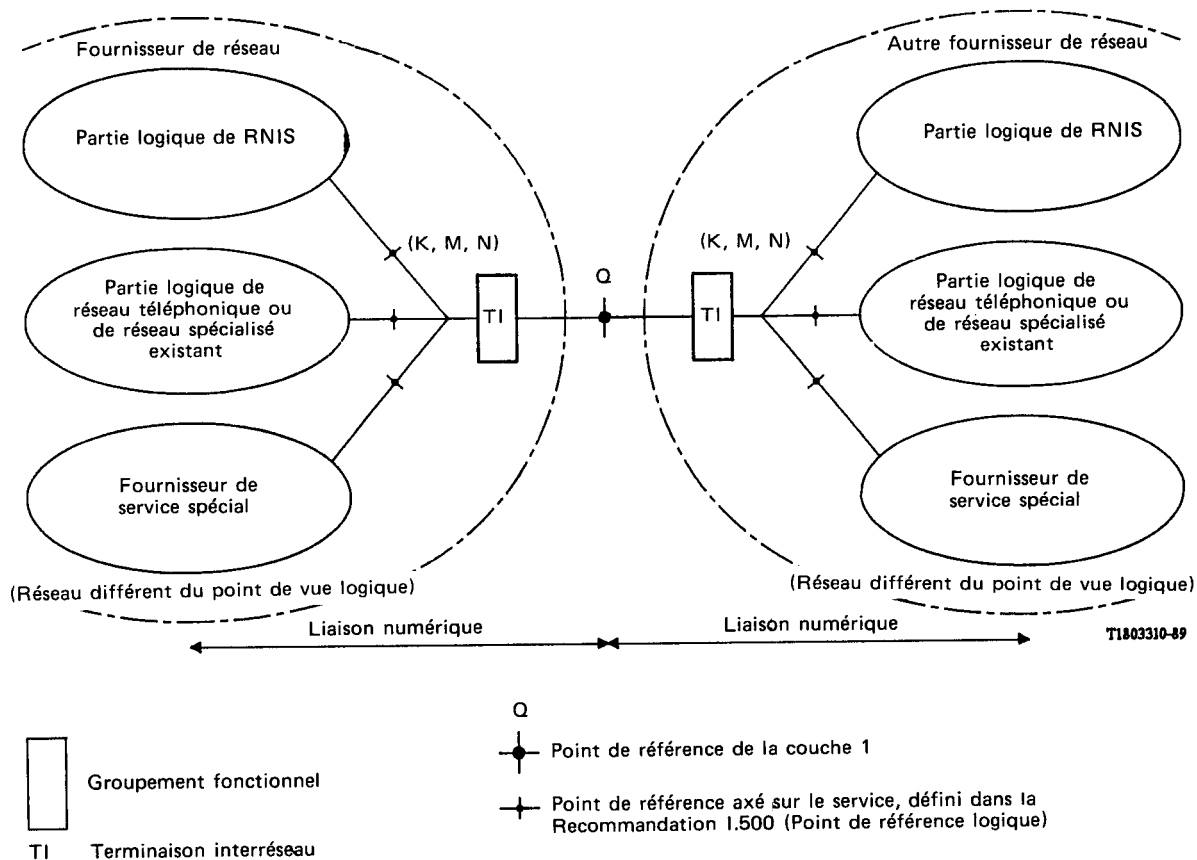 Fournisseur de réseau
Autre fournisseur de réseau
Partie logique de RNIS
Partie logique de RNIS
(K, M, N)
(K, M, N)
Q
Partie logique de
réseau téléphonique ou
de réseau spécialisé
existant
TI
TI
Partie logique de
réseau téléphonique ou
de réseau spécialisé
existant
Fournisseur de
service spécial
Fournisseur de
service spécial
(Réseau différent du point de vue logique)
(Réseau différent du point de vue logique)
Liaison numérique
Liaison numérique
T1803310-89
Q
Point de référence de la couche 1
Groupement fonctionnel
Point de référence axé sur le service, défini dans la
Recommandation I.500 (Point de référence logique)
TI Terminaison interréseau